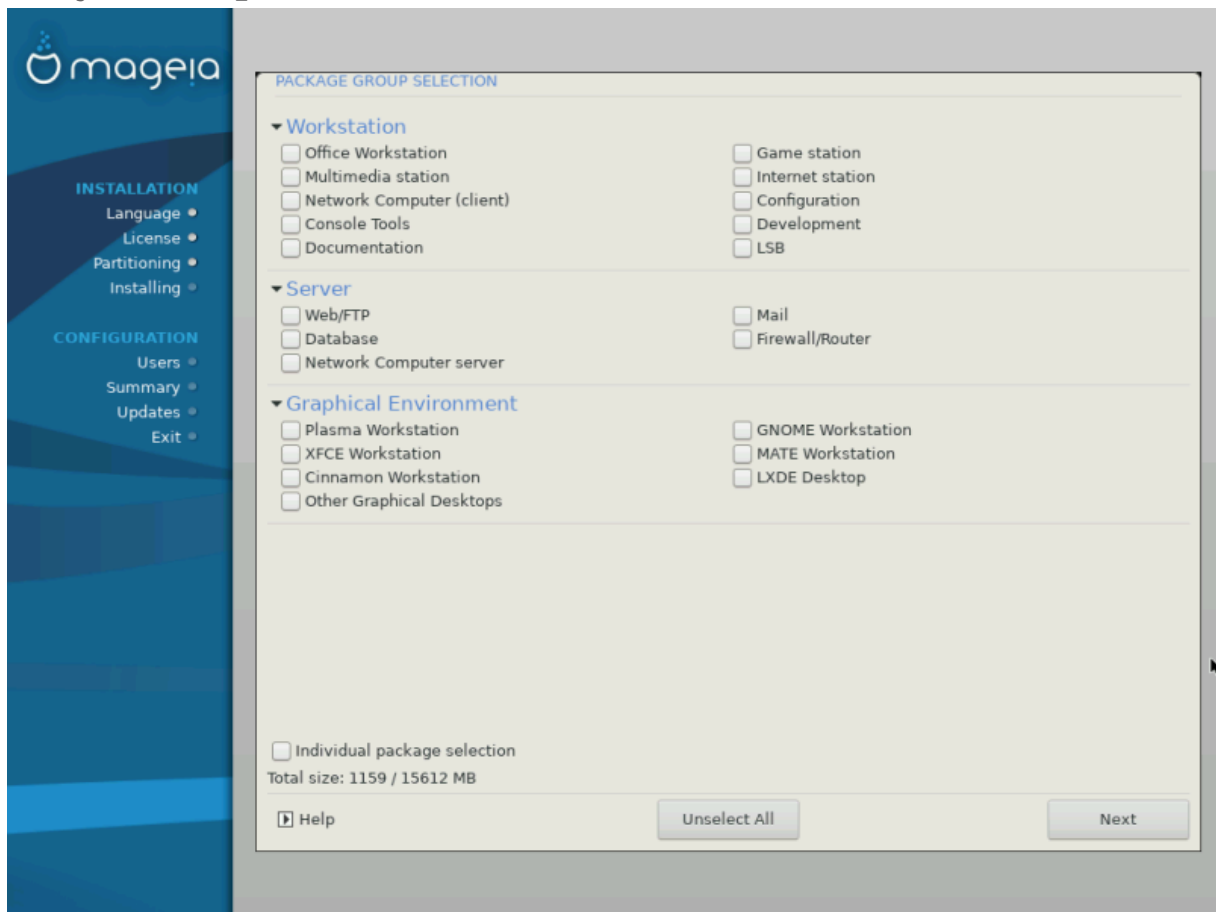 mageia
INSTALLATION
Language
License
Partitioning
Installing
CONFIGURATION
Users
Summary
Updates
Exit
PACKAGE GROUP SELECTION
Workstation
Office Workstation
Game station
Multimedia station
Internet station
Network Computer (client)
Configuration
Console Tools
Development
Documentation
LSB
Server
Web/FTP
Mail
Database
Firewall/Router
Network Computer server
Graphical Environment
Plasma Workstation
GNOME Workstation
XFCE Workstation
MATE Workstation
Cinnamon Workstation
LXDE Desktop
Other Graphical Desktops
Individual package selection
Total size: 1159 / 15612 MB
Help
Unselect All
Next